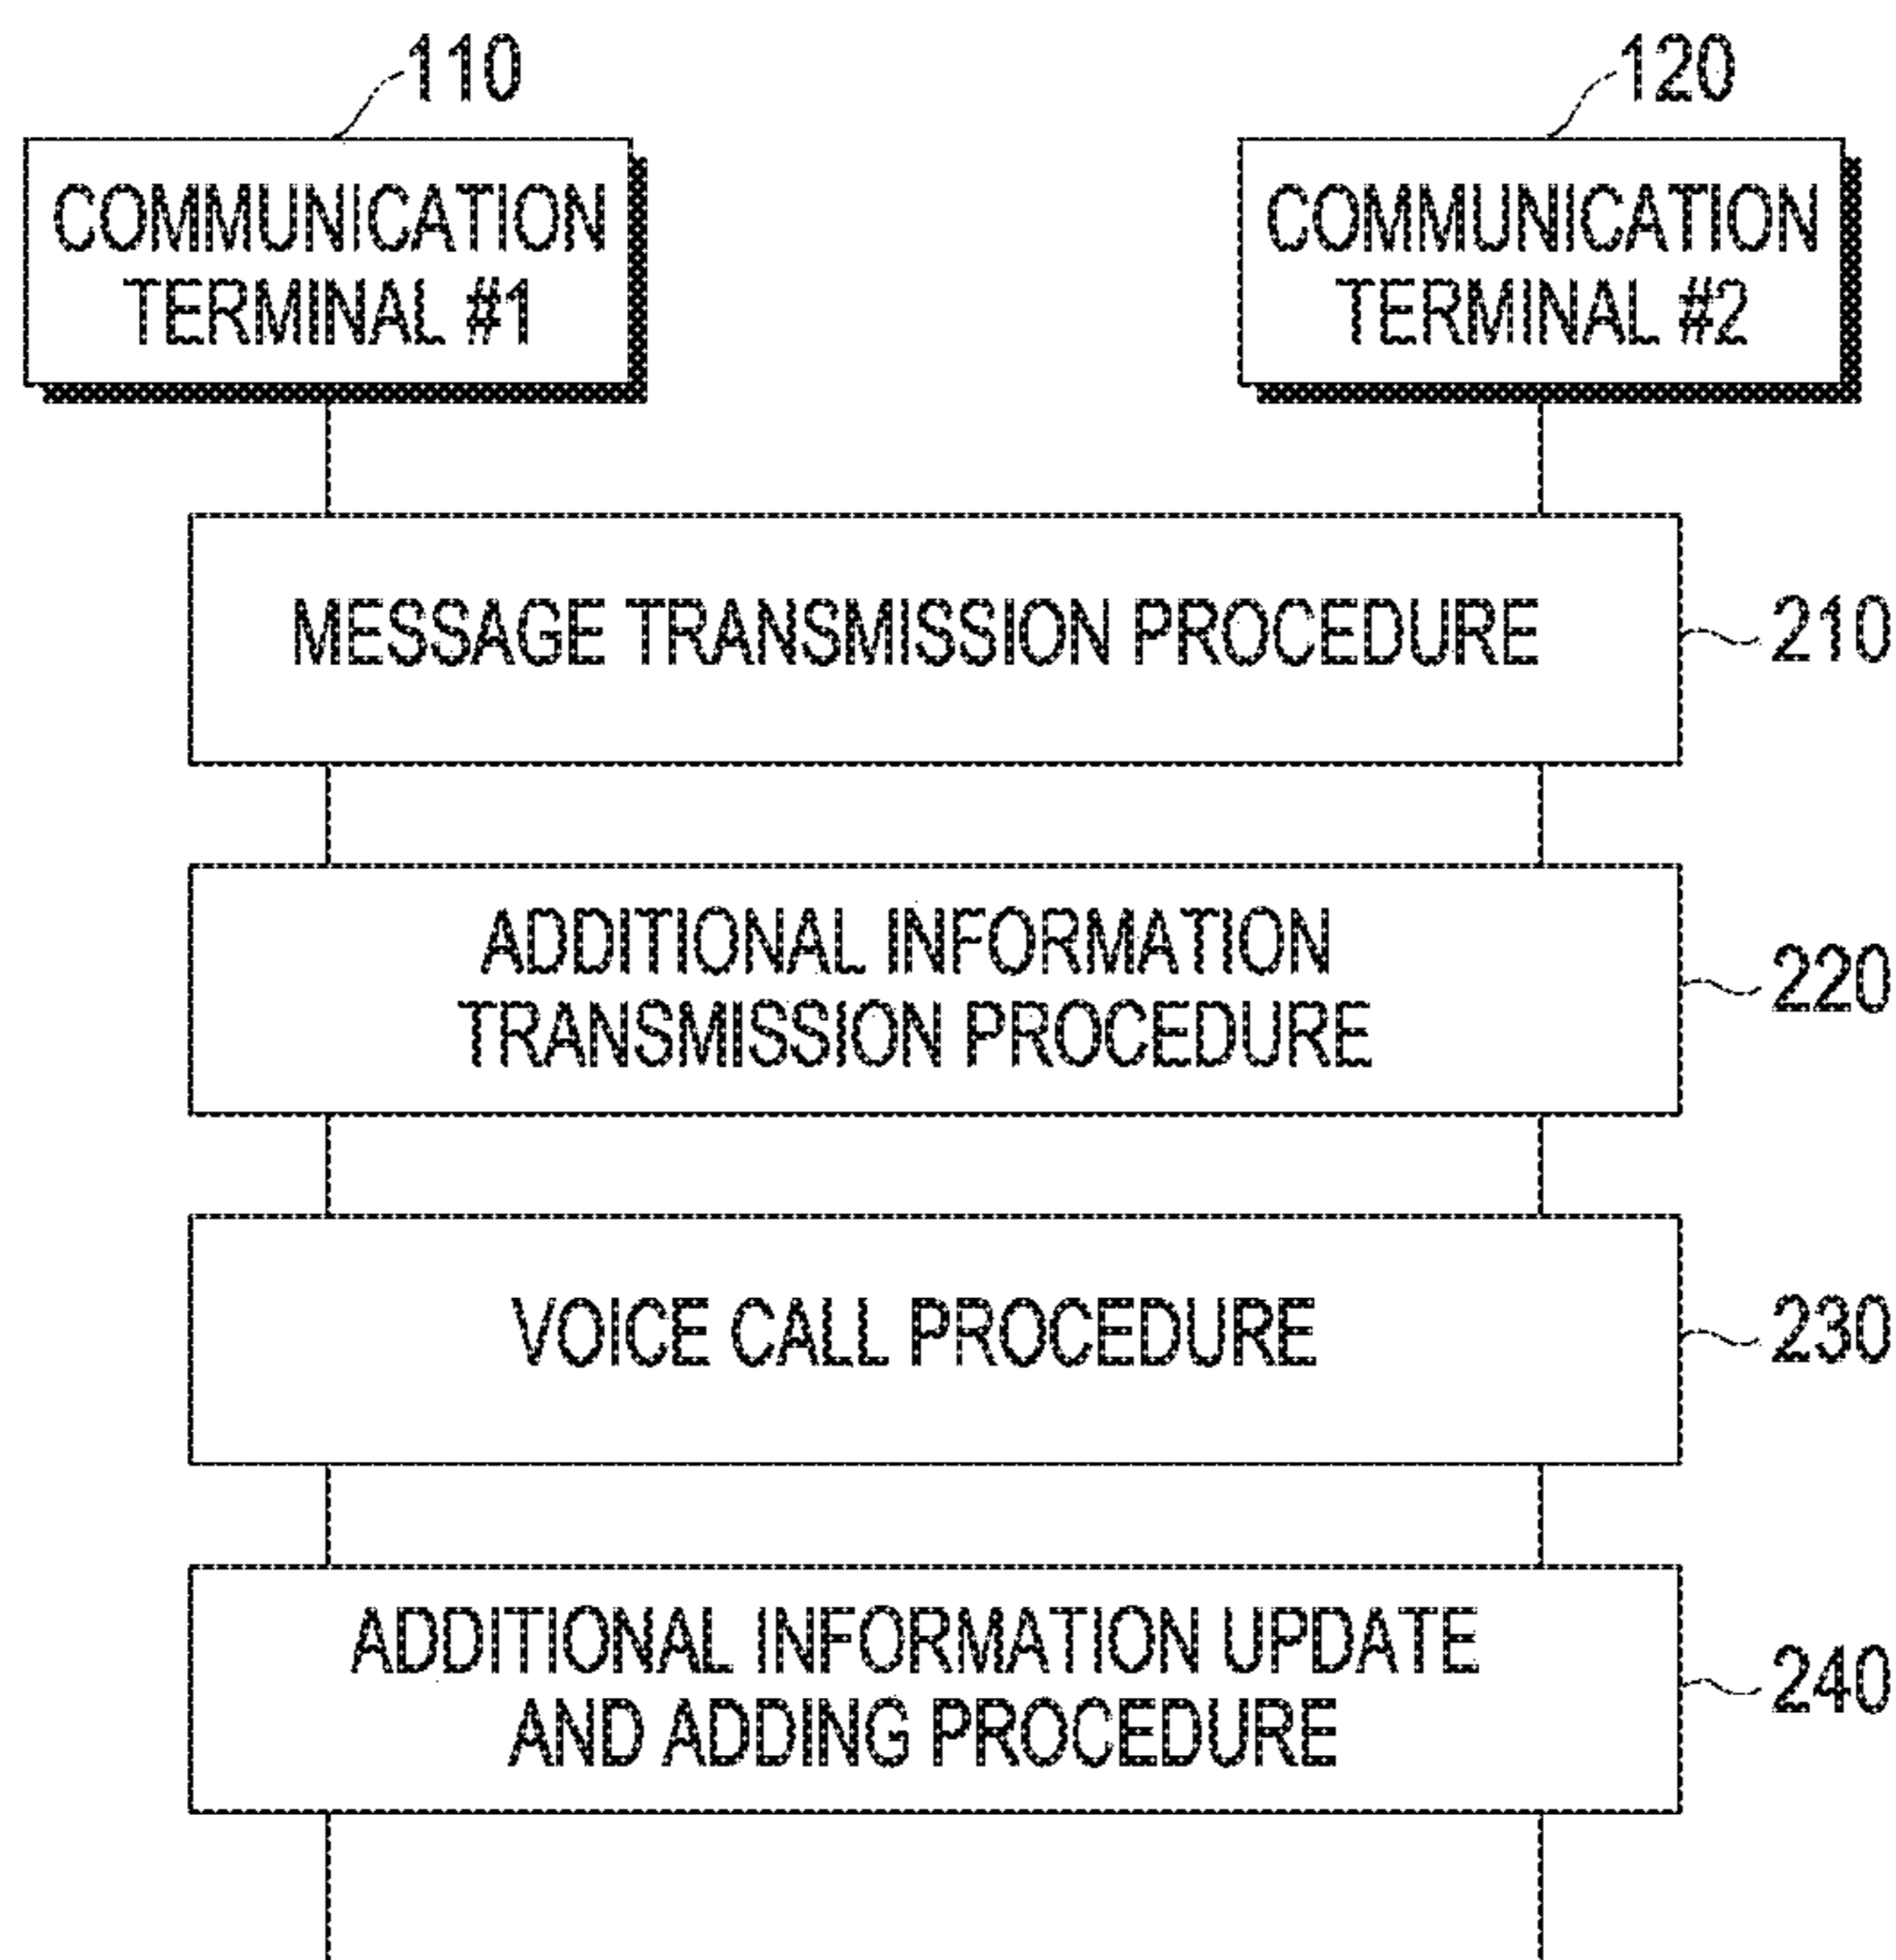 110
120
COMMUNICATION
TERMINAL #1
COMMUNICATION
TERMINAL #2
MESSAGE TRANSMISSION PROCEDURE
210
ADDITIONAL INFORMATION
TRANSMISSION PROCEDURE
220
VOICE CALL PROCEDURE
230
ADDITIONAL INFORMATION UPDATE
AND ADDING PROCEDURE
240